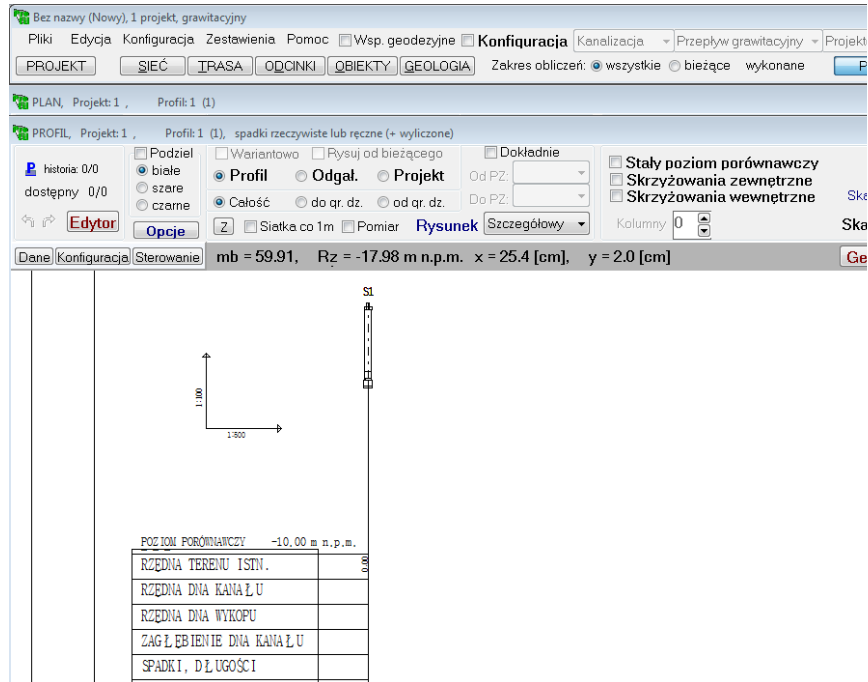 Bez nazwy (Nowy), 1 projekt, grawitacyjny
Pliki Edycja Konfiguracja Zestawienia Pomoc Wsp. geodezyjne Konfiguracja Kanalizacja Przepływ grawitacyjny Projekt
PROJEKT SIEĆ TRASA ODCINKI OBIEKTY GEOLOGIA Zakres obliczeń: wszystkie bieżące wykonane P
PLAN, Projekt: 1 , Profil: 1 (1)
PROFIL, Projekt: 1 , Profil: 1 (1), spadki rzeczywiste lub ręczne (+ wyliczone)
Podziel Wariantowo Rysuj od bieżącego Dokładnie
P historia: 0/0 białe Profil Odgał. Projekt Od PZ: Stały poziom porównawczy
dostępny 0/0 szare Skrzyżowania zewnętrzne
czarne Całość do gr. dz. od gr. dz. Do PZ: Skrzyżowania wewnętrzne Ska
Edytor Opcje Z Siatka co 1m Pomiar Rysunek Szczegółowy Kolumny 0 Ska
Dane Konfiguracja Sterowanie mb = 59.91, Rz = -17.98 m n.p.m. x = 25.4 [cm], y = 2.0 [cm] Ge
S1
1:100
1:500
POZIOM PORÓWNAWCZY -10,00 m n.p.m.
RZĘDNA TERENU ISTN. 0.00
RZĘDNA DNA KANAŁU
RZĘDNA DNA WYKOPU
ZAGŁĘBIENIE DNA KANAŁU
SPADKI, DŁUGOŚCI